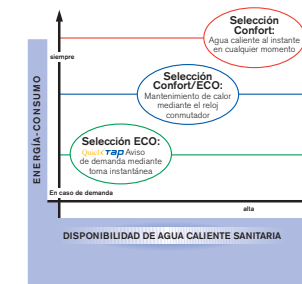 Selección
Confort:
Agua caliente al instante
en cualquier momento
siempre
Selección
Confort/ECO:
Mantenimiento de calor
mediante el reloj
conmutador
ENERGÍA-CONSUMO
Selección ECO:
Quick TAP Aviso
de demanda mediante
toma instantánea
En caso de demanda
alta
DISPONIBILIDAD DE AGUA CALIENTE SANITARIA